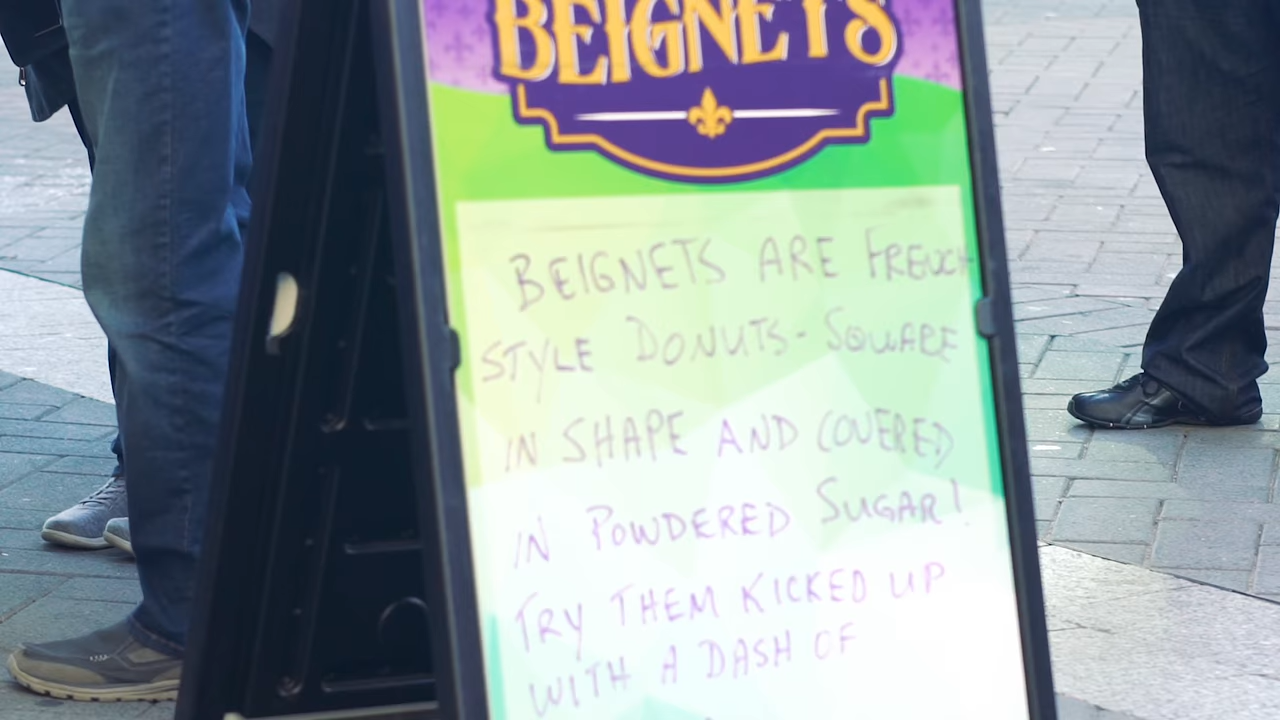 BEIGNETS
BEIGNETS ARE FRENCH
STYLE DONUTS - SQUARE
IN SHAPE AND COVERED
IN POWDERED SUGAR!
TRY THEM KICKED UP
WITH A DASH OF